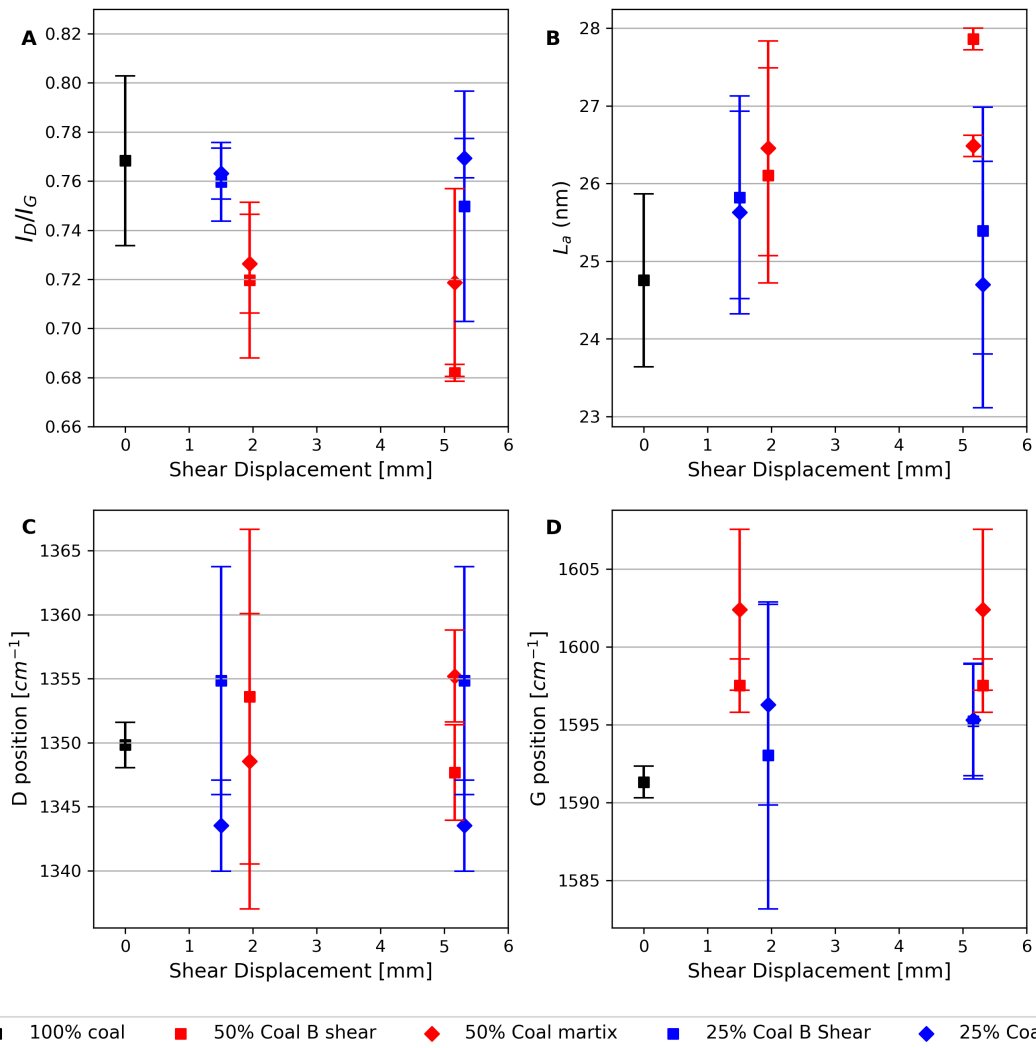 A
0.82
0.80
0.78
0.76
0.74
0.72
0.70
0.68
0.66
I_D/I_G
0 1 2 3 4 5 6
Shear Displacement [mm]
B
28
27
26
25
24
23
L_a (nm)
0 1 2 3 4 5 6
Shear Displacement [mm]
C
1365
1360
1355
1350
1345
1340
D position [cm⁻¹]
0 1 2 3 4 5 6
Shear Displacement [mm]
D
1605
1600
1595
1590
1585
G position [cm⁻¹]
0 1 2 3 4 5 6
Shear Displacement [mm]
100% coal 50% Coal B shear 50% Coal martix 25% Coal B Shear 25%